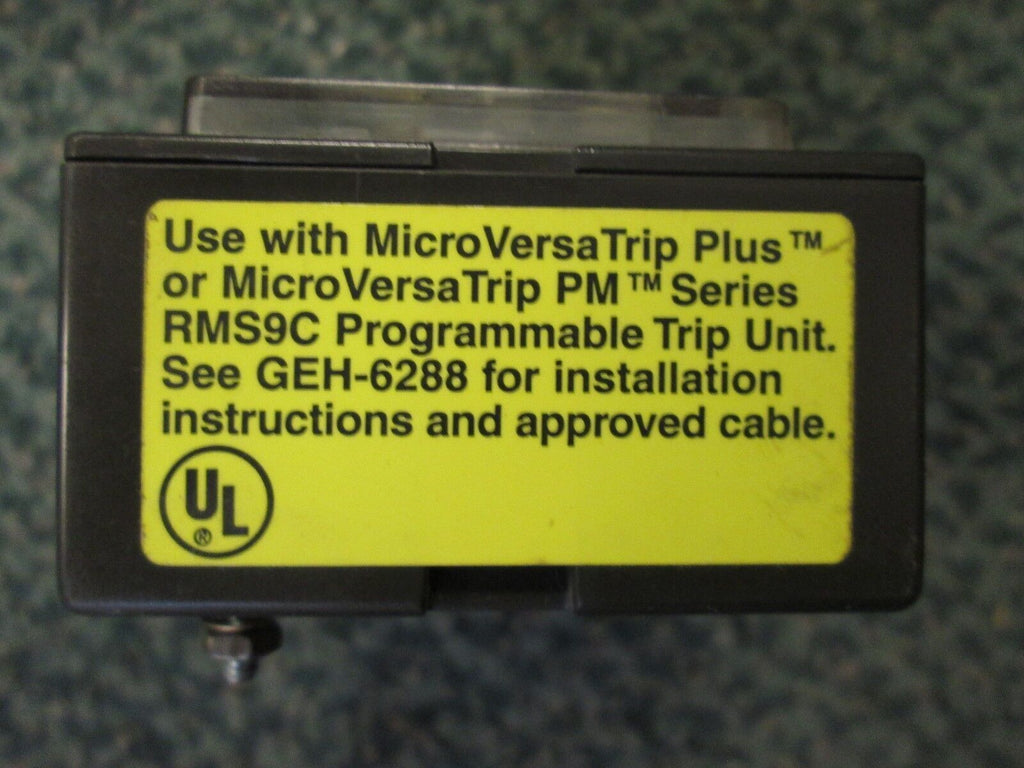 Use with MicroVersaTrip Plus™
or MicroVersaTrip PM™ Series
RMS9C Programmable Trip Unit.
See GEH-6288 for installation
instructions and approved cable.
UL®